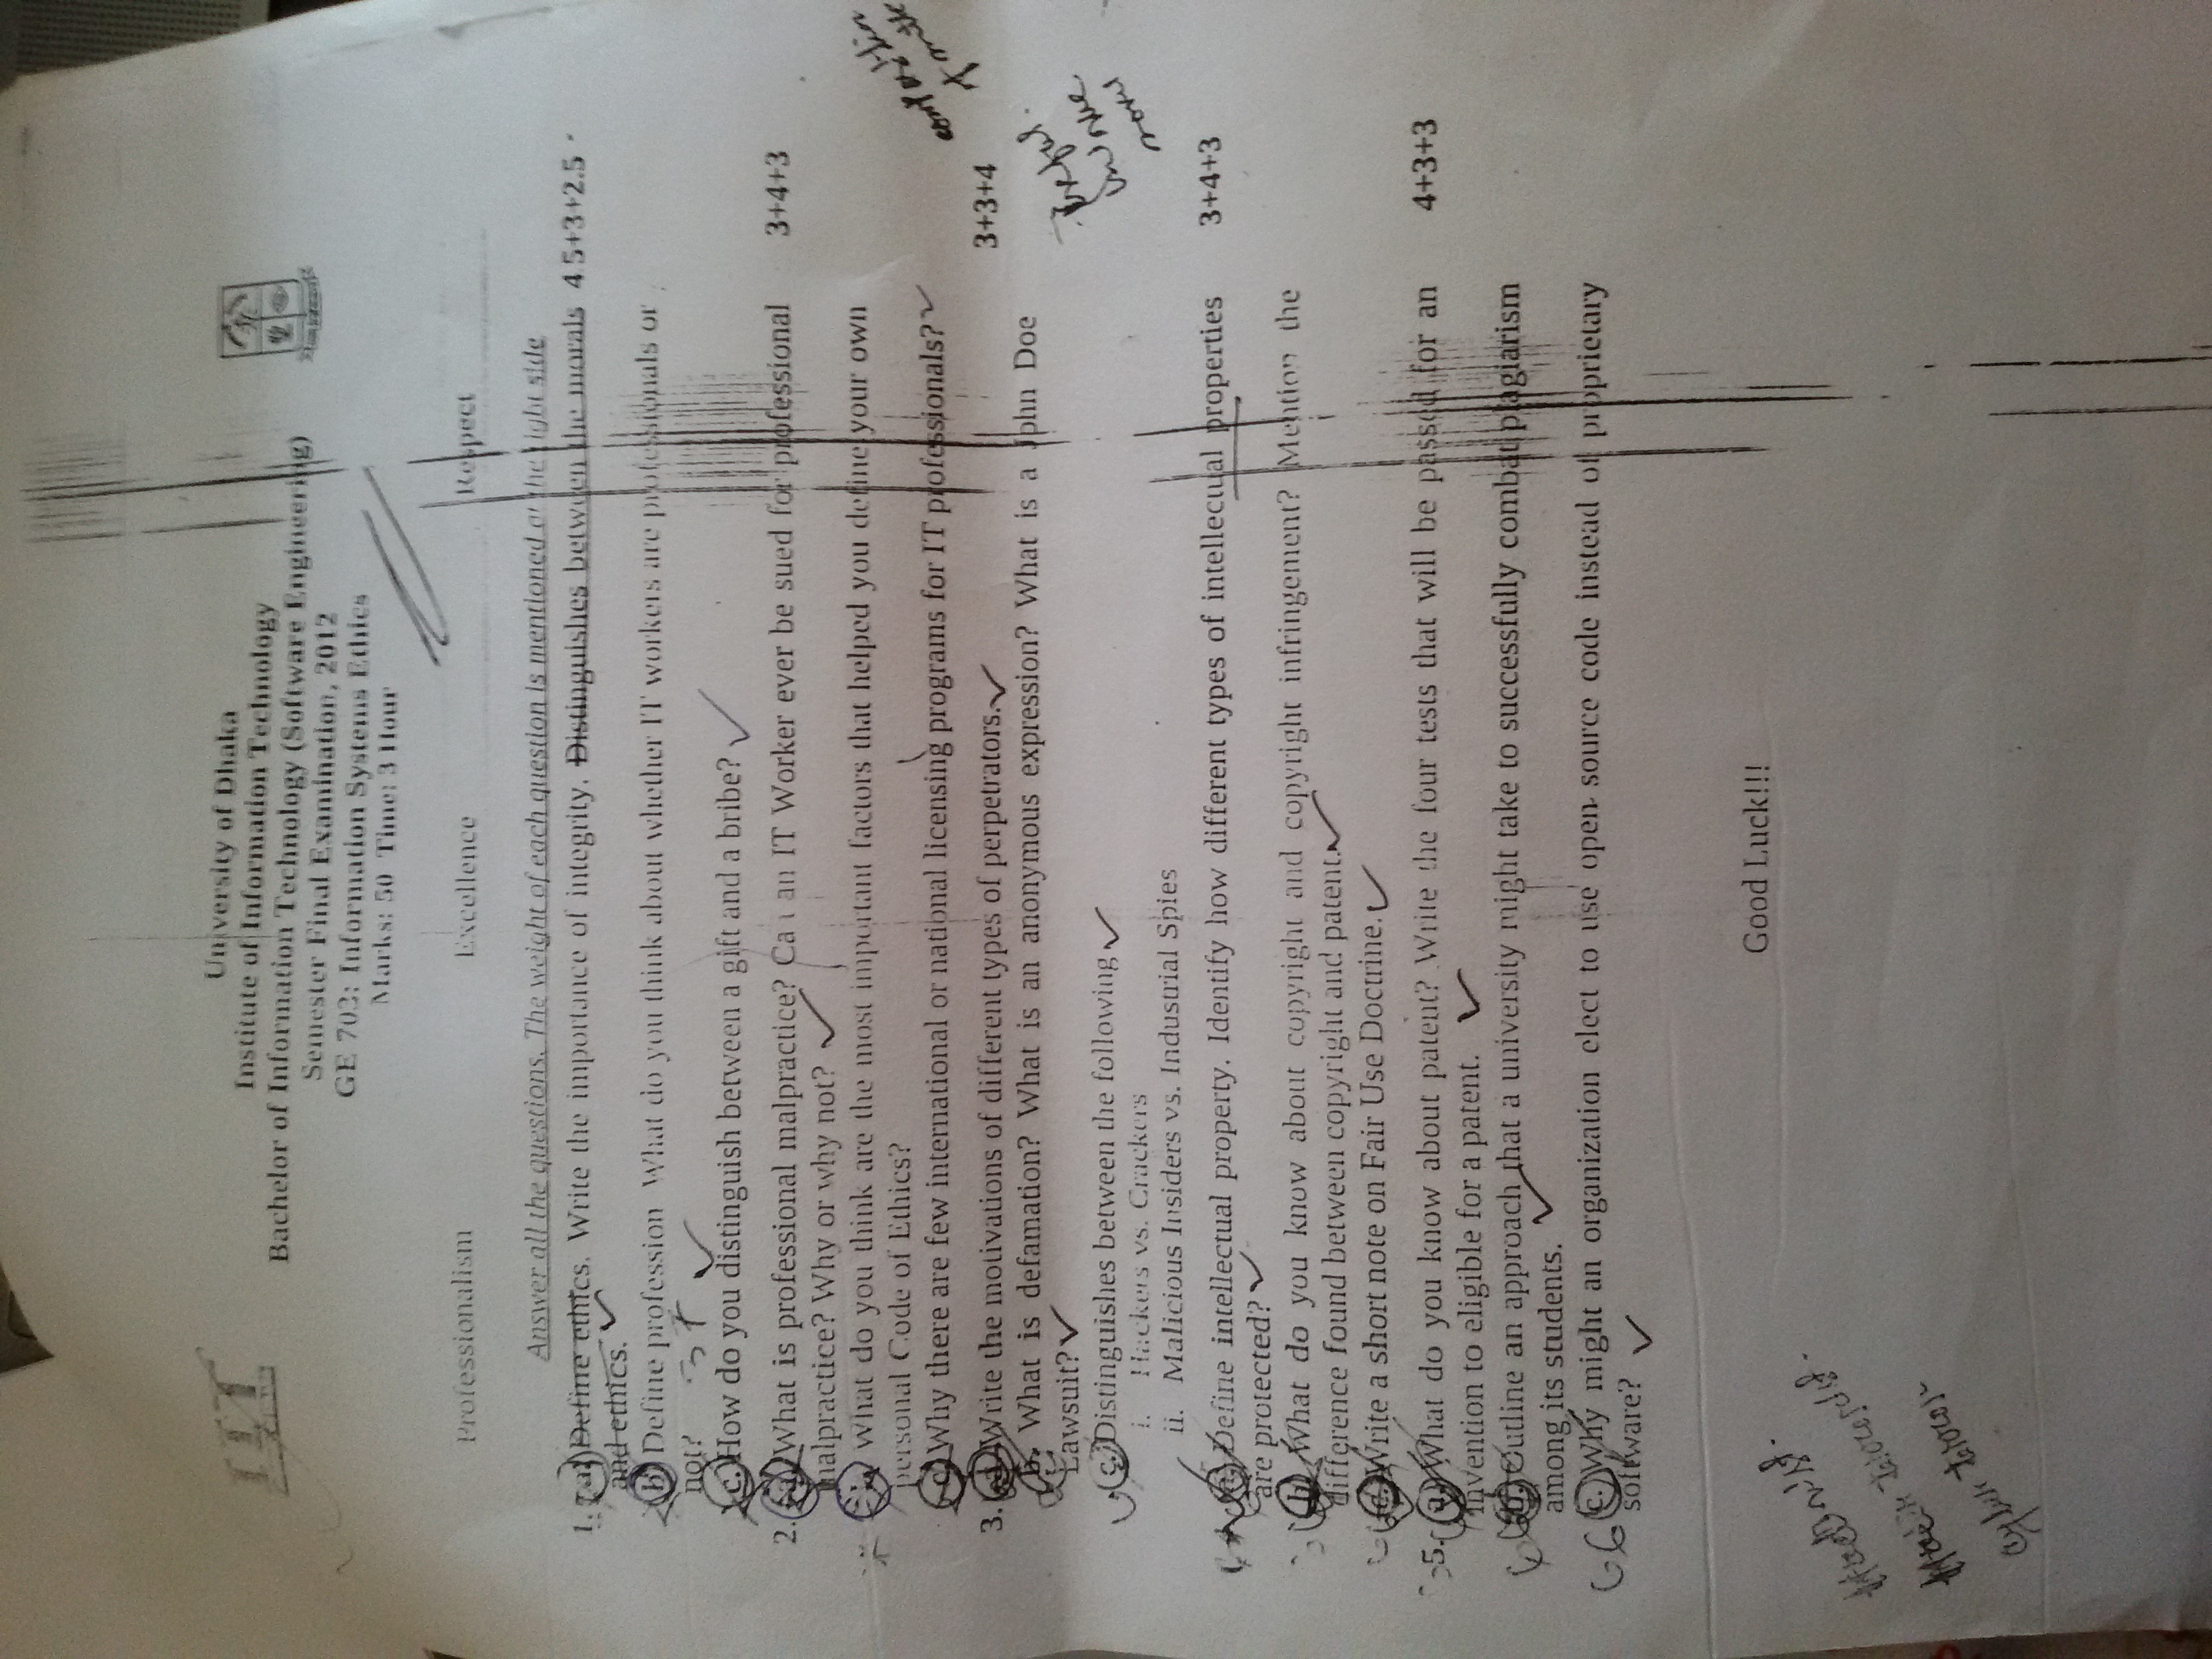 IIT
University of Dhaka
Institute of Information Technology
Bachelor of Information Technology (Software Engineering)
Semester Final Examination, 2012
GE 703: Information Systems Ethics
Marks: 50 Time: 3 Hour
Professionalism Excellence Respect
Answer all the questions. The weight of each question is mentioned at the right side
1. a) Define ethics. Write the importance of integrity. Distinguishes between the morals 4.5+3+2.5
and ethics.
b) Define profession What do you think about whether IT workers are professionals or
not?
c. How do you distinguish between a gift and a bribe?
2. a) What is professional malpractice? Can an IT Worker ever be sued for professional 3+4+3
malpractice? Why or why not?
What do you think are the most important factors that helped you define your own
personal Code of Ethics?
c) Why there are few international or national licensing programs for IT professionals?
3. a) Write the motivations of different types of perpetrators. 3+3+4
b. What is defamation? What is an anonymous expression? What is a John Doe
Lawsuit?
c. Distinguishes between the following
i. Hackers vs. Crackers
ii. Malicious Insiders vs. Industrial Spies
Define intellectual property. Identify how different types of intellectual properties 3+4+3
are protected?
b. What do you know about copyright and copyright infringement? Mention the
difference found between copyright and patent.
c. Write a short note on Fair Use Doctrine.
5. a) What do you know about patent? Write the four tests that will be passed for an 4+3+3
invention to eligible for a patent.
b. Outline an approach that a university might take to successfully combat plagiarism
among its students.
c. Why might an organization elect to use open source code instead of proprietary
software?
Good Luck!!!